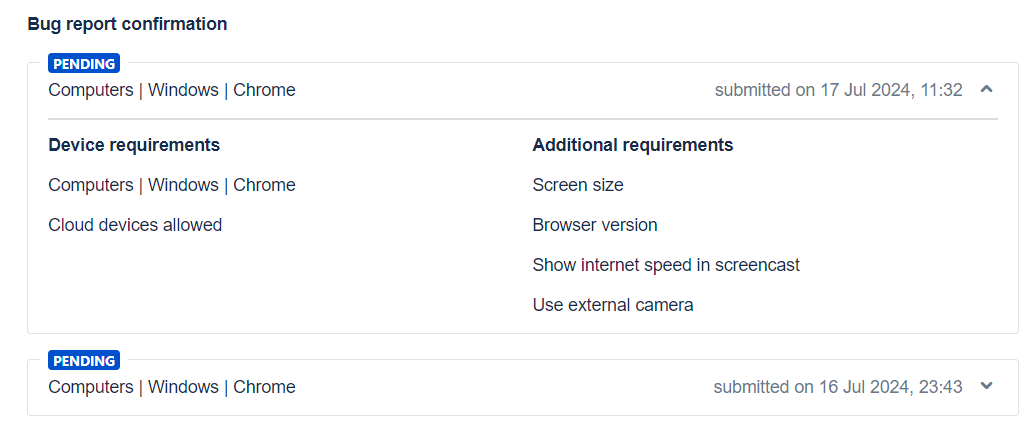 Bug report confirmation
PENDING
Computers | Windows | Chrome submitted on 17 Jul 2024, 11:32
Device requirements Additional requirements
Computers | Windows | Chrome Screen size
Cloud devices allowed Browser version
Show internet speed in screencast
Use external camera
PENDING
Computers | Windows | Chrome submitted on 16 Jul 2024, 23:43